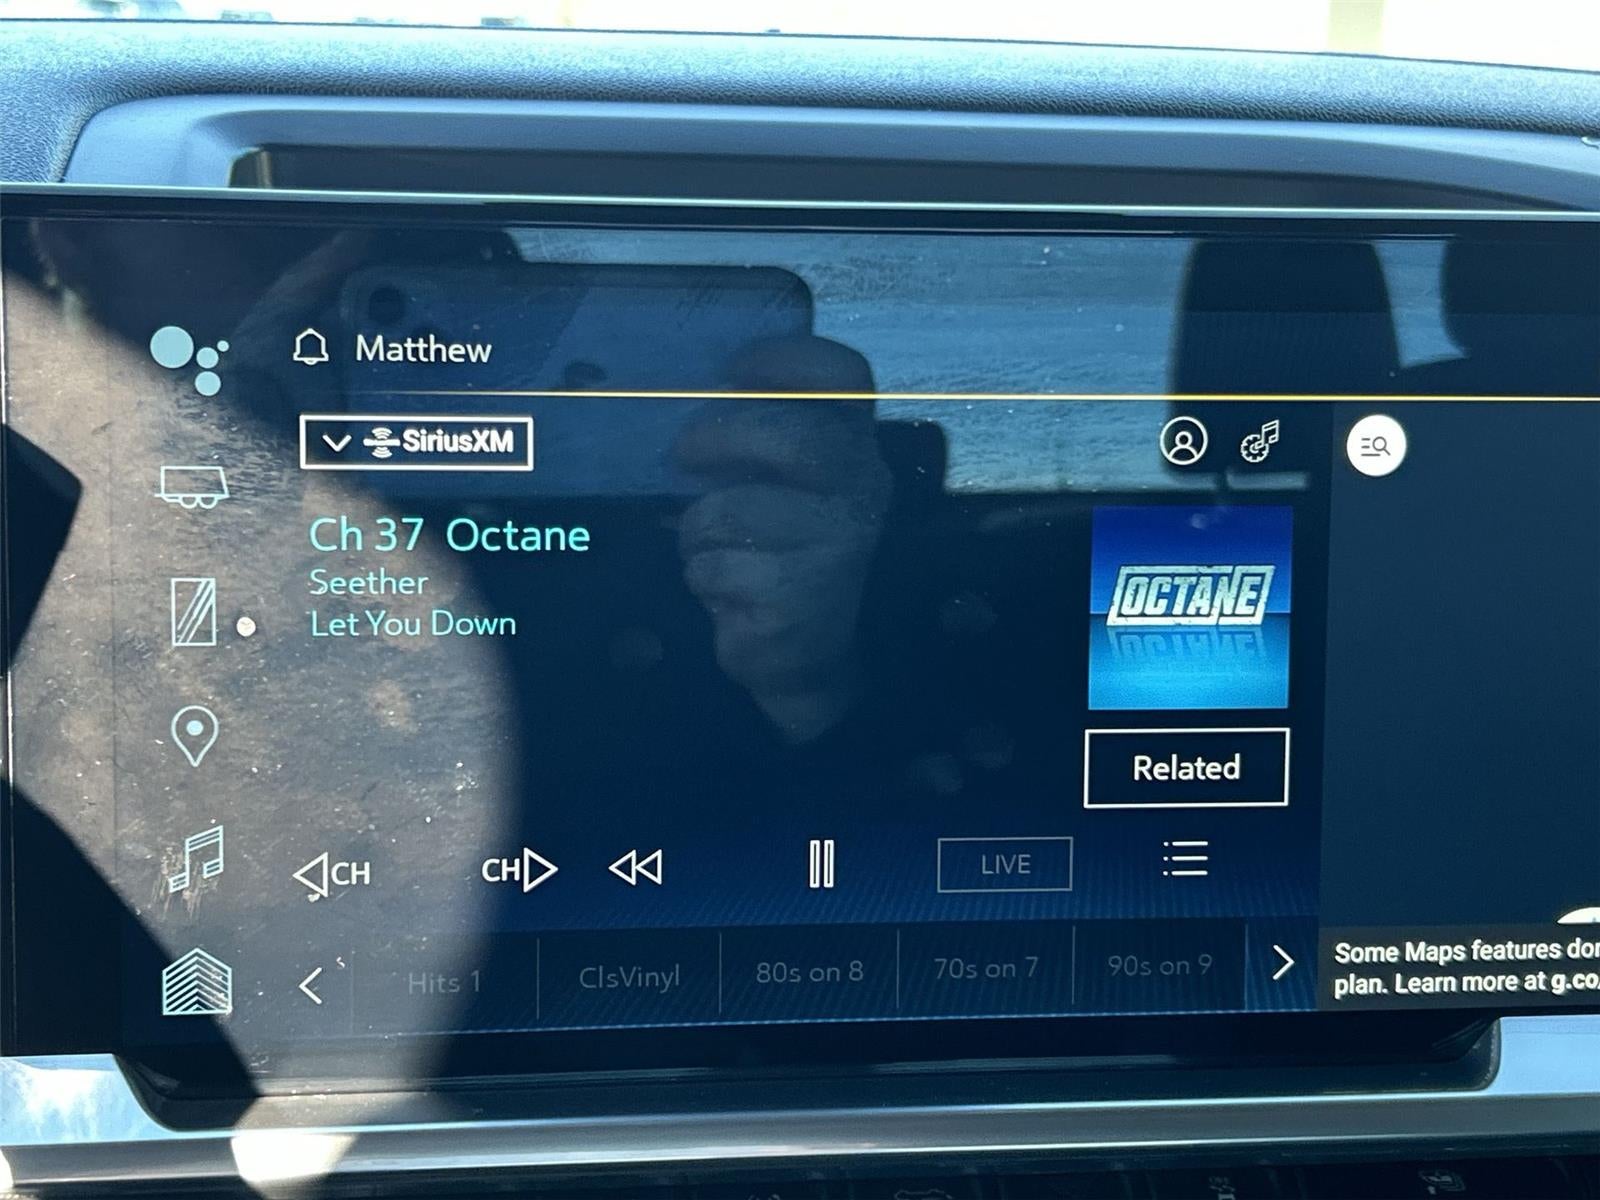 Matthew
SiriusXM
Ch 37 Octane
Seether
Let You Down
OCTANE
Related
CH
CH
LIVE
Hits 1
ClsVinyl
80s on 8
70s on 7
90s on 9
Some Maps features
plan. Learn more at g.co/